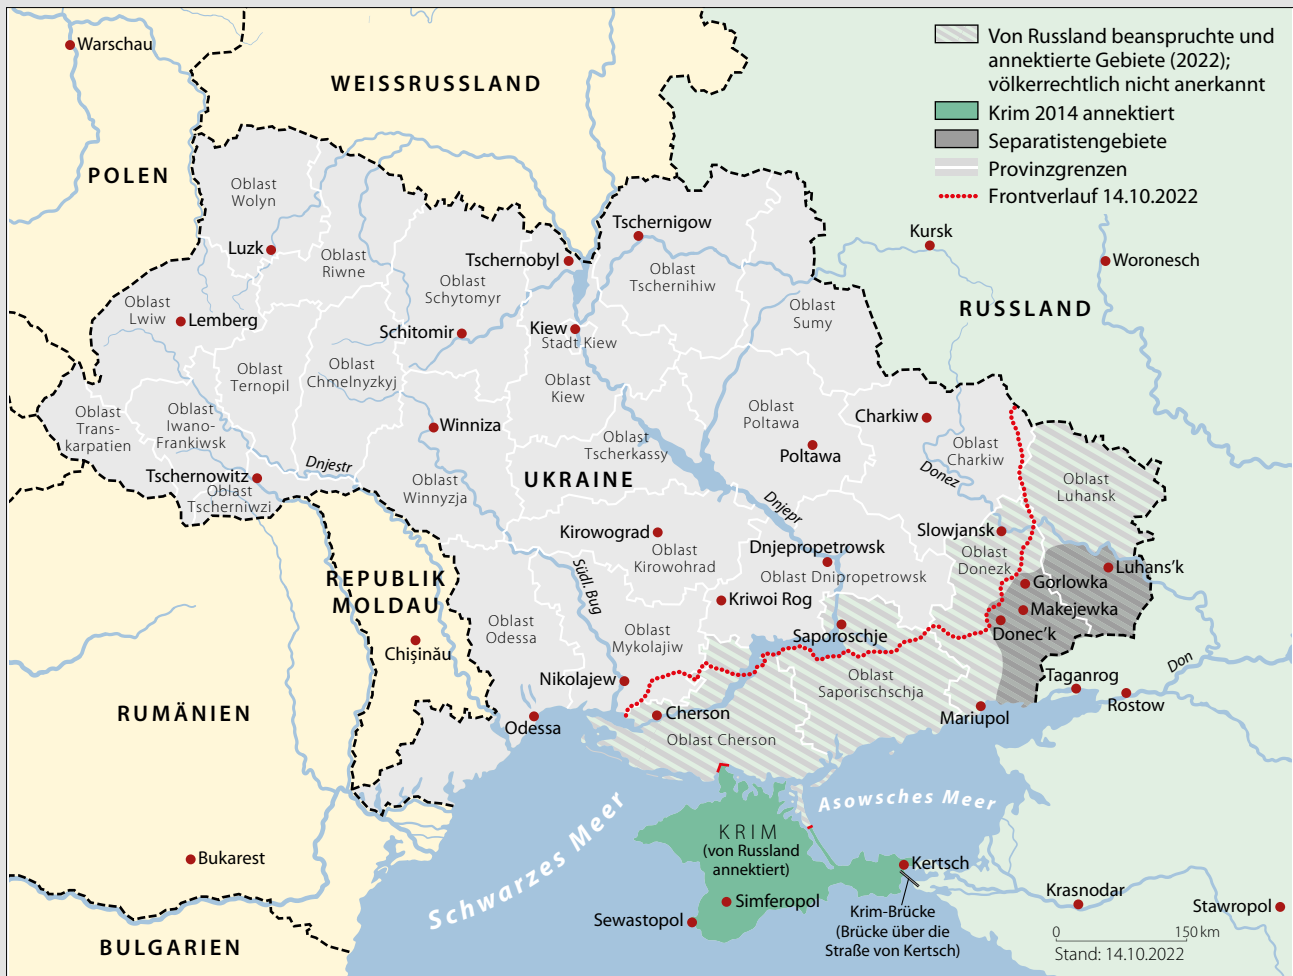 Warschau
WEISSRUSSLAND
POLEN
Von Russland beanspruchte und
annektierte Gebiete (2022);
völkerrechtlich nicht anerkannt
Krim 2014 annektiert
Separatistengebiete
Provinzgrenzen
Frontverlauf 14.10.2022
Oblast
Wolyn
Luzk
Oblast
Riwne
Oblast
Schytomyr
Tschernobyl
Tschernigow
Oblast
Tschernihiw
Kursk
Woronesch
RUSSLAND
Oblast
Sumy
Oblast
Lwiw
Lemberg
Schitomir
Kiew
Stadt Kiew
Oblast
Ternopil
Oblast
Chmelnyzkyj
Oblast
Kiew
Oblast
Trans-
karpatien
Oblast
Iwano-
Frankiwsk
Winniza
Oblast
Tscherkassy
Oblast
Poltawa
Poltawa
Charkiw
Oblast
Charkiw
Donez
Oblast
Luhansk
Tschernowitz
Oblast
Tscherniwzi
Dnjestr
Oblast
Winnyzja
UKRAINE
Dnjepr
Kirowograd
Oblast
Kirowohrad
Dnjepropetrowsk
Oblast Dnipropetrowsk
Slowjansk
Oblast
Donezk
Luhans'k
Gorlowka
Makejewka
Donec'k
REPUBLIK
MOLDAU
Chișinău
Südl. Bug
Kriwoi Rog
Saporoschje
Oblast
Odessa
Oblast
Mykolajiw
Nikolajew
Oblast
Saporischschja
Don
Taganrog
Rostow
Mariupol
RUMÄNIEN
Odessa
Cherson
Oblast Cherson
Asowsches Meer
Schwarzes Meer
KRIM
(von Russland
annektiert)
Bukarest
Kertsch
Simferopol
Sewastopol
Krim-Brücke
(Brücke über die
Straße von Kertsch)
Krasnodar
Stawropol
BULGARIEN
0 150 km
Stand: 14.10.2022